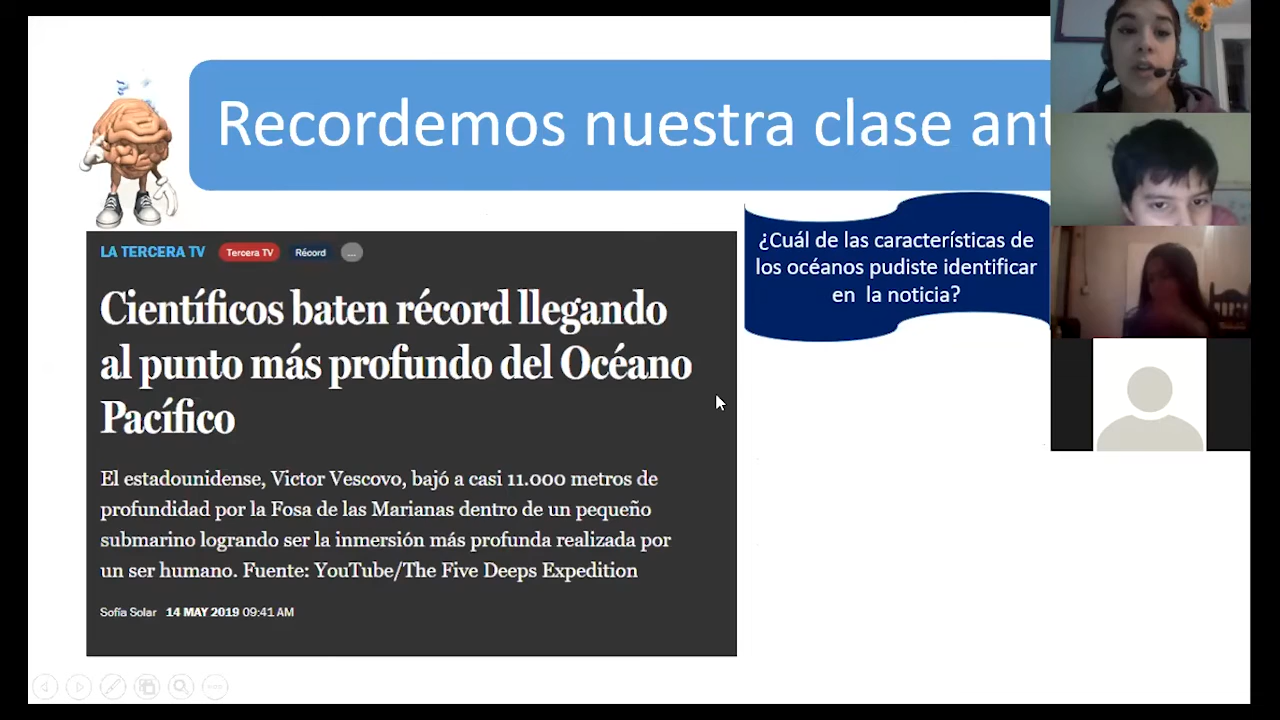 Recordemos nuestra clase ant
LA TERCERA TV Tercera TV Récord ...
Científicos baten récord llegando
al punto más profundo del Océano
Pacífico
El estadounidense, Victor Vescovo, bajó a casi 11.000 metros de
profundidad por la Fosa de las Marianas dentro de un pequeño
submarino logrando ser la inmersión más profunda realizada por
un ser humano. Fuente: YouTube/The Five Deeps Expedition
Sofía Solar 14 MAY 2019 09:41 AM
¿Cuál de las características de
los océanos pudiste identificar
en la noticia?